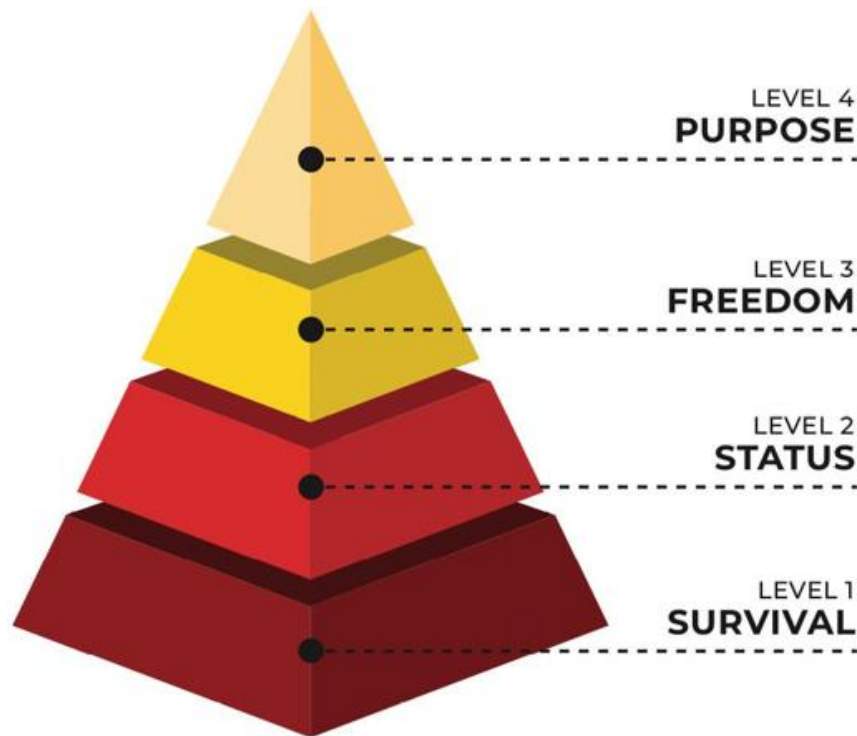 LEVEL 4
PURPOSE
LEVEL 3
FREEDOM
LEVEL 2
STATUS
LEVEL 1
SURVIVAL